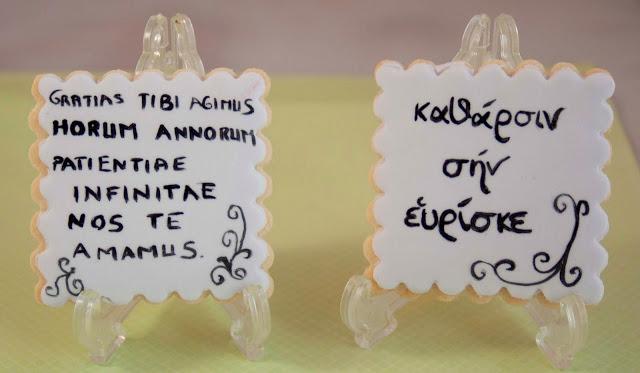 GRATIAS TIBI AGIMUS
HORUM ANNORUM
PATIENTIAE
INFINITAE
NOS TE
AMAMUS.
καθάρσιν
σήν
εὑρίσκε